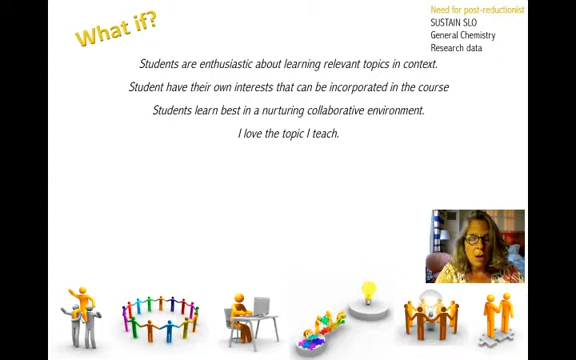 What if?
Need for post-reductionist
SUSTAIN SLO
General Chemistry
Research data
Students are enthusiastic about learning relevant topics in context.
Student have their own interests that can be incorporated in the course
Students learn best in a nurturing collaborative environment.
I love the topic I teach.